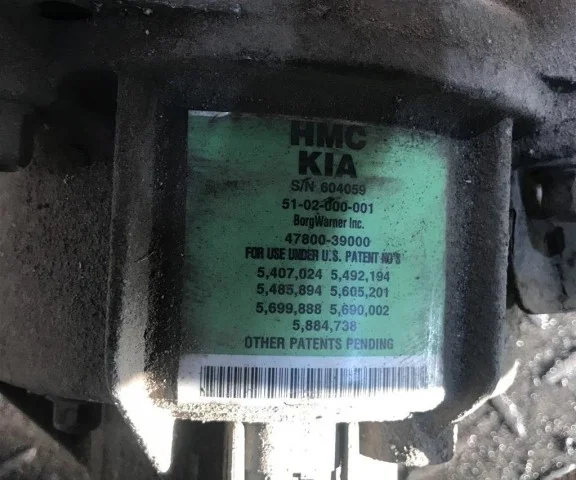 HMC
KIA
S/N 604059
51-02-000-001
BorgWarner Inc.
47800-39000
FOR USE UNDER U.S. PATENT NO'S
5,407,024 5,492,194
5,485,894 5,605,201
5,699,888 5,690,002
5,884,738
OTHER PATENTS PENDING